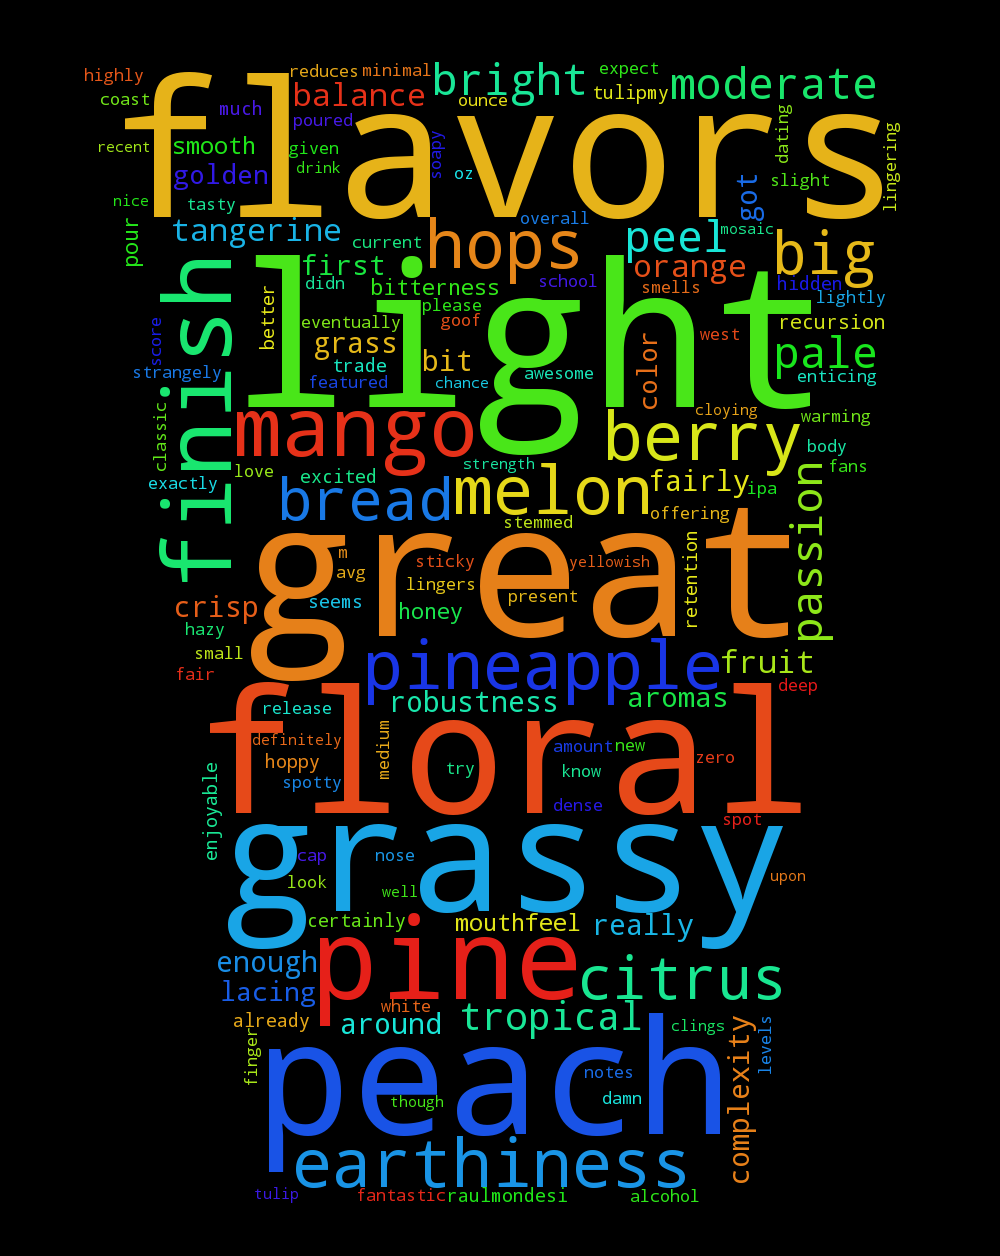 highly
reduces
minimal
bright
expect
moderate
coast
much
balance
ounce
tulipmy
flavors
poured
recent
smooth
given
soapy
dating
lingering
golden
drink
oz
got
slight
nice
tasty
pour
tangerine
current
overall
hops
peel
mosaic
big
finish
first
didn
bitterness
school
orange
smells
hidden
lightly
light
better
please
eventually
goof
west
recursion
score
grass
bit
color
pale
strangely
trade
featured
chance
awesome
enticing
classic
mango
berry
cloying
warming
body
exactly
love
excited
strength
melon
fairly
ipa
fans
bread
stemmed
offering
passion
great
m
avg
sticky
yellowish
retention
lingers
present
crisp
seems
honey
hazy
small
fair
pineapple
fruit
release
robustness
aromas
deep
floral
definitely
hoppy
spotty
medium
try
amount
new
know
zero
enjoyable
dense
spot
grassy
cap
nose
look
well
upon
certainly
mouthfeel
really
pine
enough
lacing
citrus
white
already
around
tropical
clings
complexity
levels
finger
peach
notes
though
damn
earthiness
tulip
fantastic
raulmondesi
alcohol